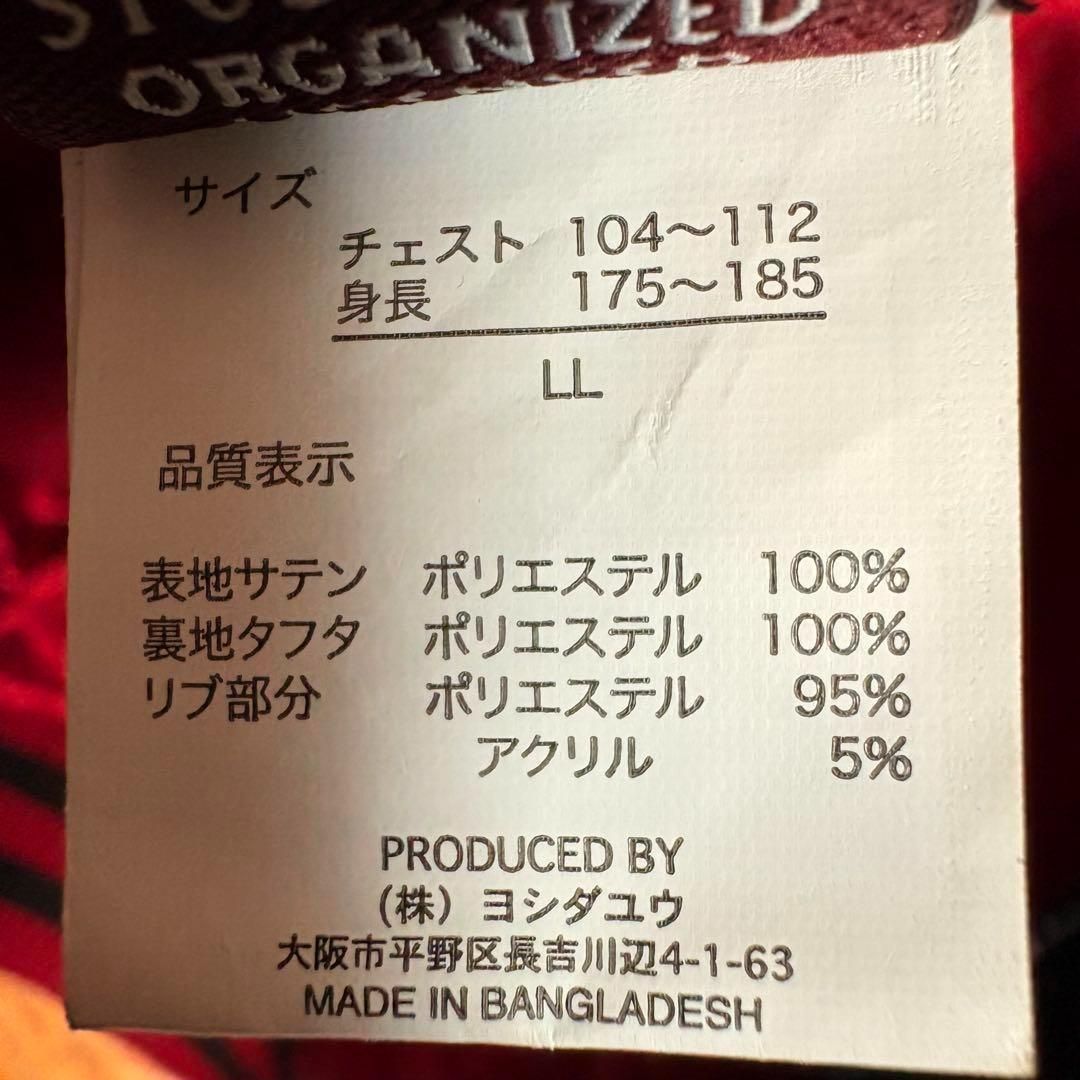 ORGANIZED
サイズ
チェスト 104〜112
身長 175〜185
LL
品質表示
表地サテン ポリエステル 100%
裏地タフタ ポリエステル 100%
リブ部分 ポリエステル 95%
アクリル 5%
PRODUCED BY
(株) ヨシダユウ
大阪市平野区長吉川辺4-1-63
MADE IN BANGLADESH